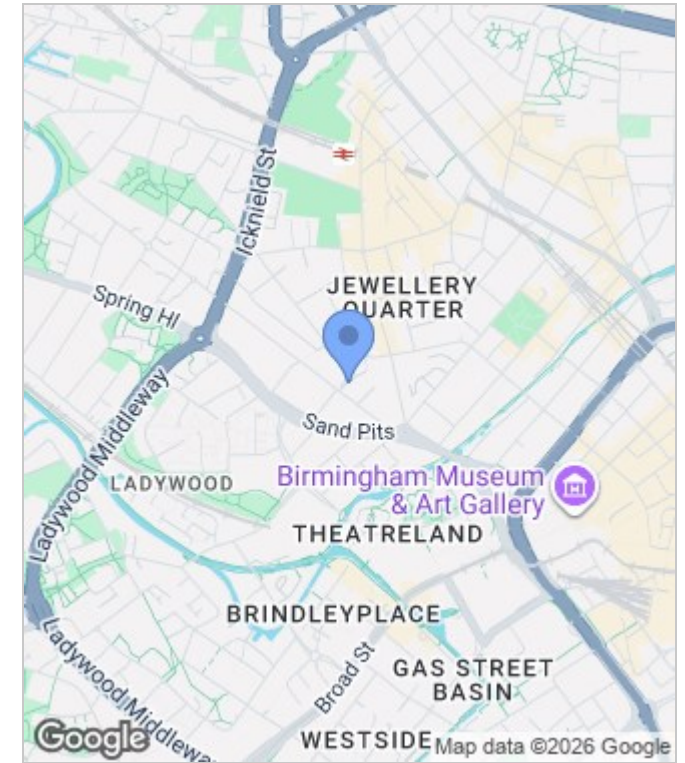 Icknield St
JEWELLERY
QUARTER
Spring Hl
Sand Pits
Ladywood Middleway
LADYWOOD
Birmingham Museum
& Art Gallery
THEATRELAND
BRINDLEYPLACE
Ladywood Middleway
Broad St
GAS STREET
BASIN
WESTSIDE
Google
Map data ©2026 Google